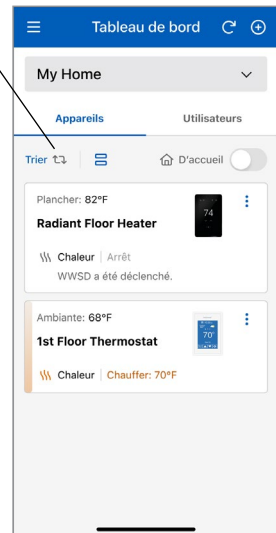 Tableau de bord
My Home
Appareils Utilisateurs
Trier D'accueil
Plancher: 82°F
74
Radiant Floor Heater
Chaleur | Arrêt
WWSD a été déclenché.
Ambiante: 68°F
70°
1st Floor Thermostat
Chaleur | Chauffer: 70°F